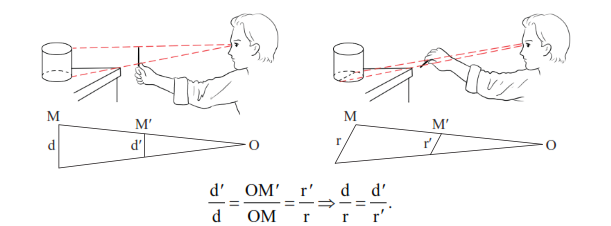 M M′
d d′ O
M M′
r r′ O
d′/d = OM′/OM = r′/r ⇒ d/r = d′/r′.